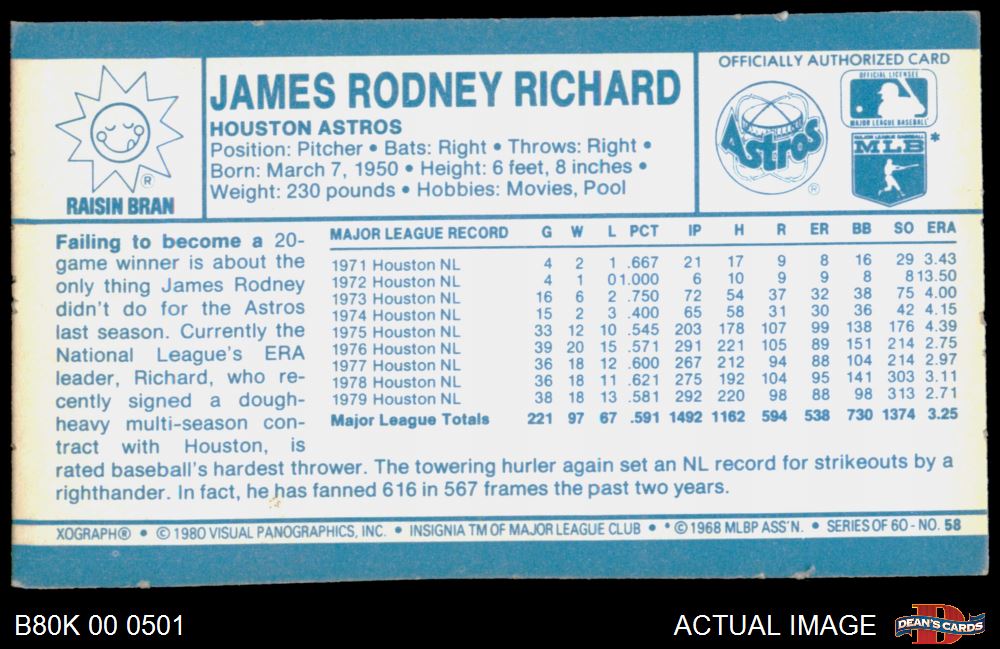 JAMES RODNEY RICHARD
HOUSTON ASTROS
Position: Pitcher • Bats: Right • Throws: Right •
Born: March 7, 1950 • Height: 6 feet, 8 inches •
Weight: 230 pounds • Hobbies: Movies, Pool
®
RAISIN BRAN
OFFICIALLY AUTHORIZED CARD
Astros
®
OFFICIAL LICENSEE
MAJOR LEAGUE BASEBALL
MAJOR LEAGUE BASEBALL
MLB
*
Failing to become a 20-
game winner is about the
only thing James Rodney
didn't do for the Astros
last season. Currently the
National League's ERA
leader, Richard, who re-
cently signed a dough-
heavy multi-season con-
tract with Houston, is
rated baseball's hardest thrower. The towering hurler again set an NL record for strikeouts by a
righthander. In fact, he has fanned 616 in 567 frames the past two years.
MAJOR LEAGUE RECORD G W L PCT IP H R ER BB SO ERA
1971 Houston NL 4 2 1 .667 21 17 9 8 16 29 3.43
1972 Houston NL 4 1 0 1.000 6 10 9 9 8 8 13.50
1973 Houston NL 16 6 2 .750 72 54 37 32 38 75 4.00
1974 Houston NL 15 2 3 .400 65 58 31 30 36 42 4.15
1975 Houston NL 33 12 10 .545 203 178 107 99 138 176 4.39
1976 Houston NL 39 20 15 .571 291 221 105 89 151 214 2.75
1977 Houston NL 36 18 12 .600 267 212 94 88 104 214 2.97
1978 Houston NL 36 18 11 .621 275 192 104 95 141 303 3.11
1979 Houston NL 38 18 13 .581 292 220 98 88 98 313 2.71
Major League Totals 221 97 67 .591 1492 1162 594 538 730 1374 3.25
XOGRAPH® • © 1980 VISUAL PANOGRAPHICS, INC. • INSIGNIA TM OF MAJOR LEAGUE CLUB • * © 1968 MLBP ASS'N. • SERIES OF 60 - NO. 58
B80K 00 0501
ACTUAL IMAGE
DEAN'S CARDS